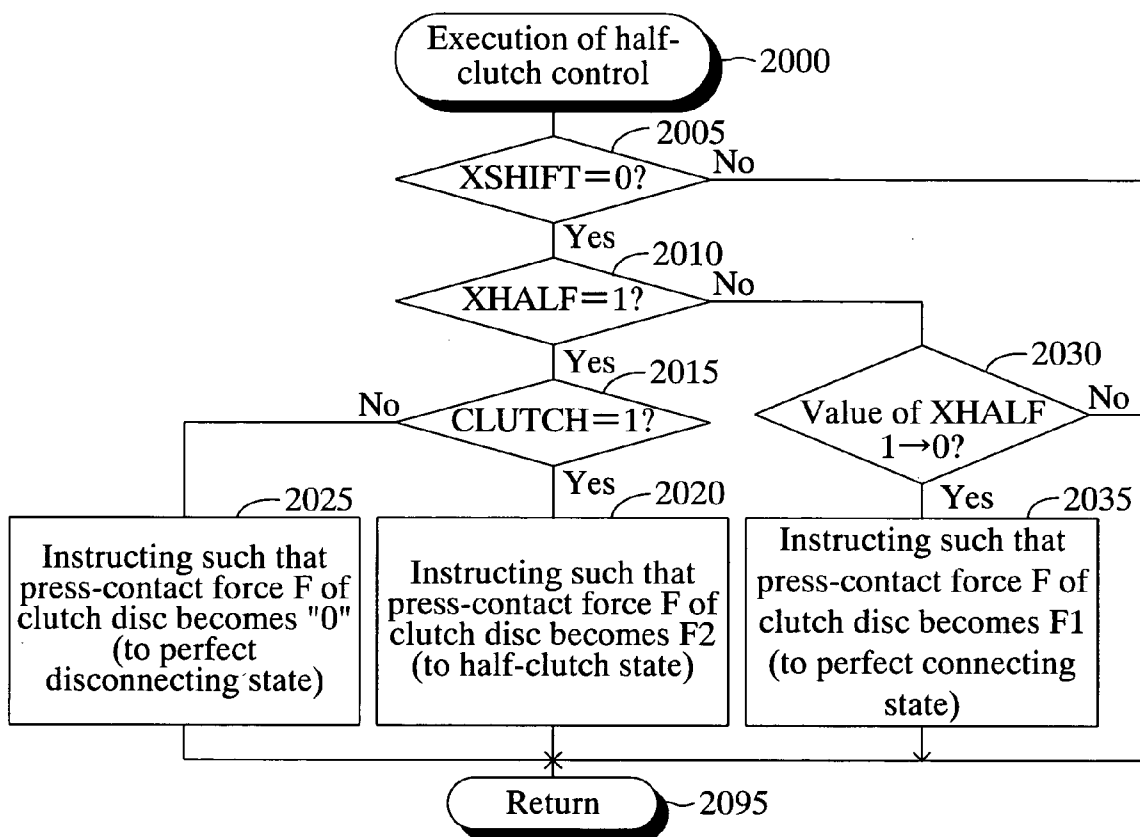 Execution of half-
clutch control
2000
2005
XSHIFT=0?
No
Yes
2010
XHALF=1?
No
Yes
2015
No
CLUTCH=1?
2030
Value of XHALF
1→0?
No
Yes
Yes
2025
Instructing such that
press-contact force F of
clutch disc becomes "0"
(to perfect
disconnecting state)
2020
Instructing such that
press-contact force F of
clutch disc becomes F2
(to half-clutch state)
2035
Instructing such that
press-contact force F of
clutch disc becomes F1
(to perfect connecting
state)
Return
2095